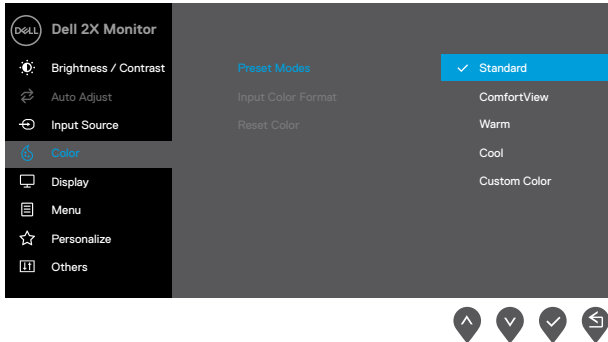 DELL Dell 2X Monitor
Brightness / Contrast Preset Modes Standard
Auto Adjust Input Color Format ComfortView
Input Source Reset Color Warm
Color Cool
Display Custom Color
Menu
Personalize
Others